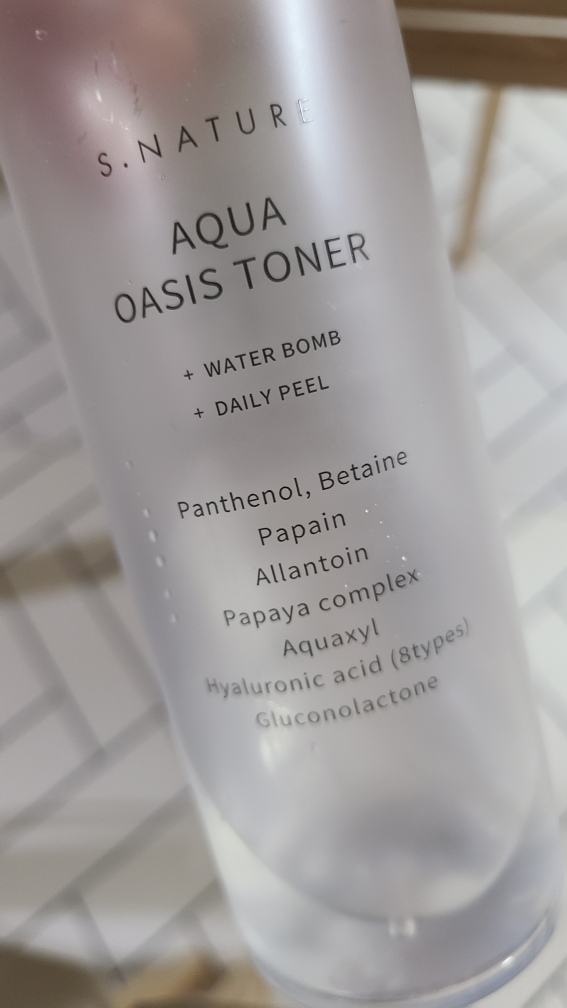 S.NATURE
AQUA
OASIS TONER
+ WATER BOMB
+ DAILY PEEL
Panthenol, Betaine
Papain
Allantoin
Papaya complex
Aquaxyl
Hyaluronic acid (8types)
Gluconolactone